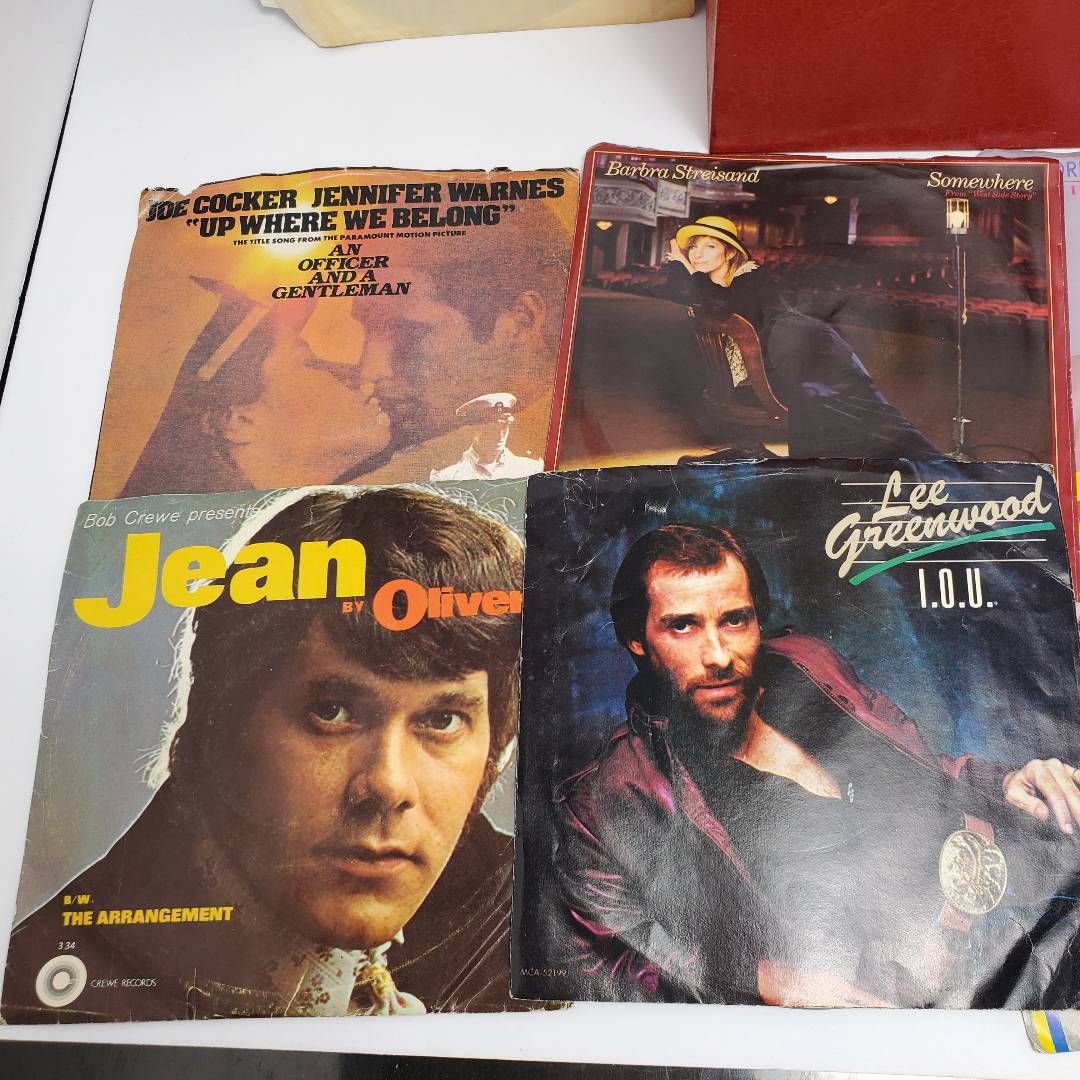 JOE COCKER JENNIFER WARNES
"UP WHERE WE BELONG"
THE TITLE SONG FROM THE PARAMOUNT MOTION PICTURE
AN
OFFICER
AND A
GENTLEMAN
Barbra Streisand
Somewhere
From "West Side Story"
Bob Crewe presents
Jean
BY Oliver
B/W.
THE ARRANGEMENT
334
CREWE RECORDS
Lee
Greenwood
I.O.U.
MCA-52199